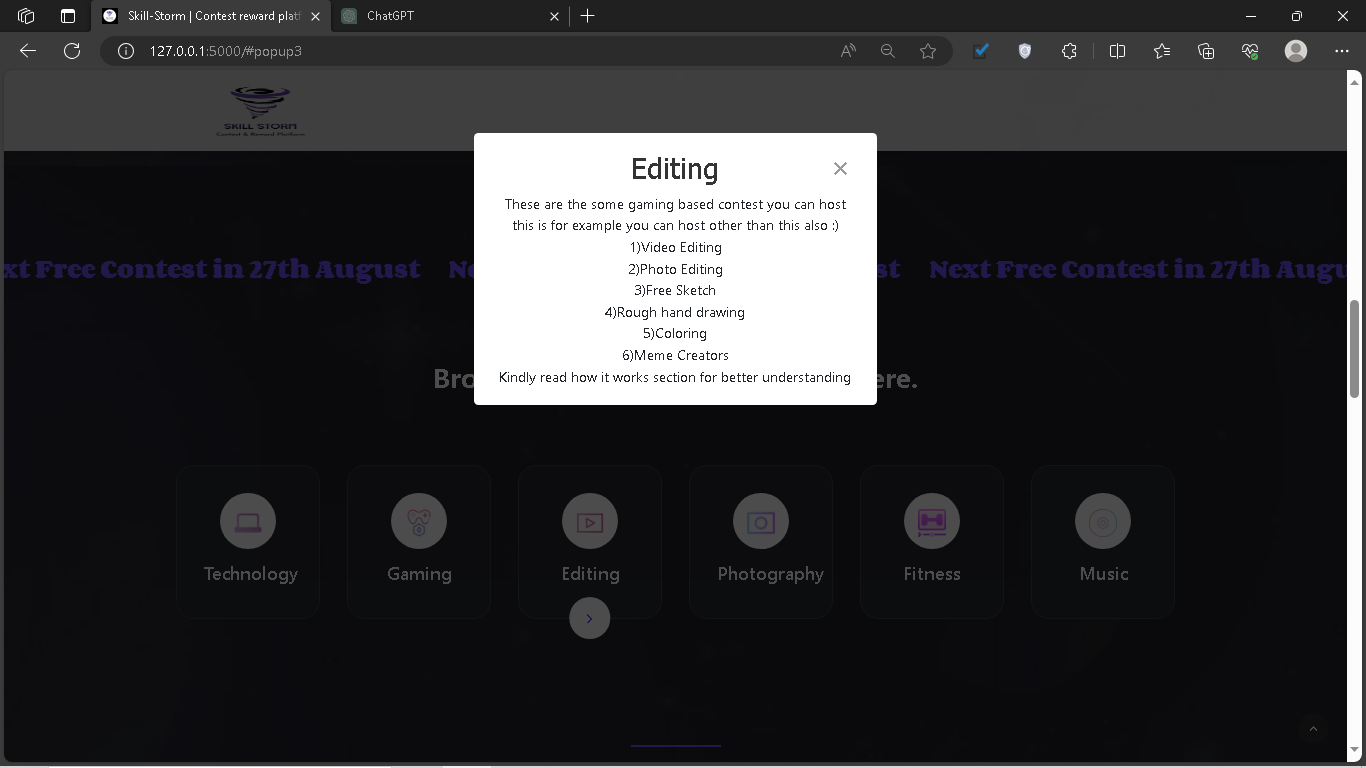 Skill-Storm | Contest reward platf
ChatGPT
127.0.0.1:5000/#popup3
SKILL STORM
Contest & Reward Platform
Editing
These are the some gaming based contest you can host
this is for example you can host other than this also :)
1)Video Editing
2)Photo Editing
3)Free Sketch
4)Rough hand drawing
5)Coloring
6)Meme Creators
Kindly read how it works section for better understanding
xt Free Contest in 27th August Ne st Next Free Contest in 27th Augu
Bro ere.
Technology
Gaming
Editing
Photography
Fitness
Music